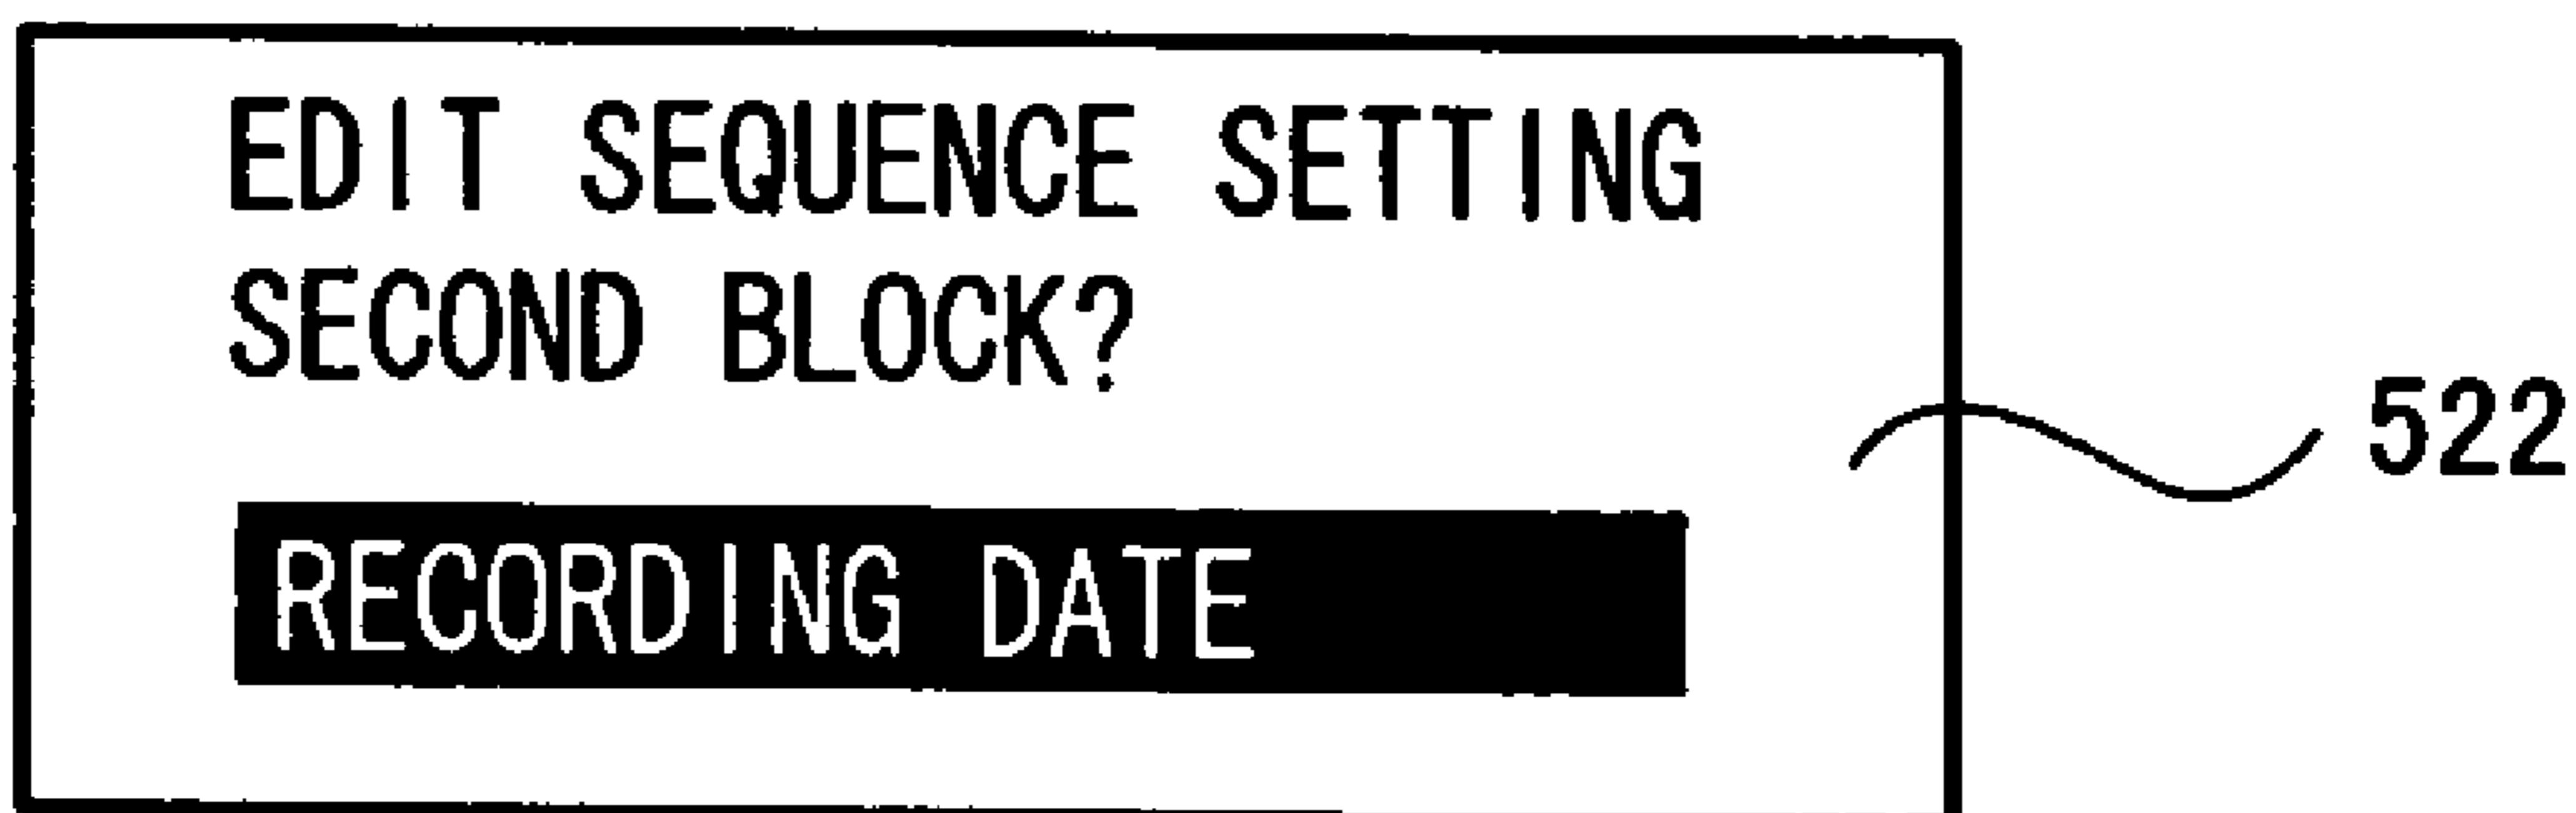 EDIT SEQUENCE SETTING
SECOND BLOCK?
522
RECORDING DATE